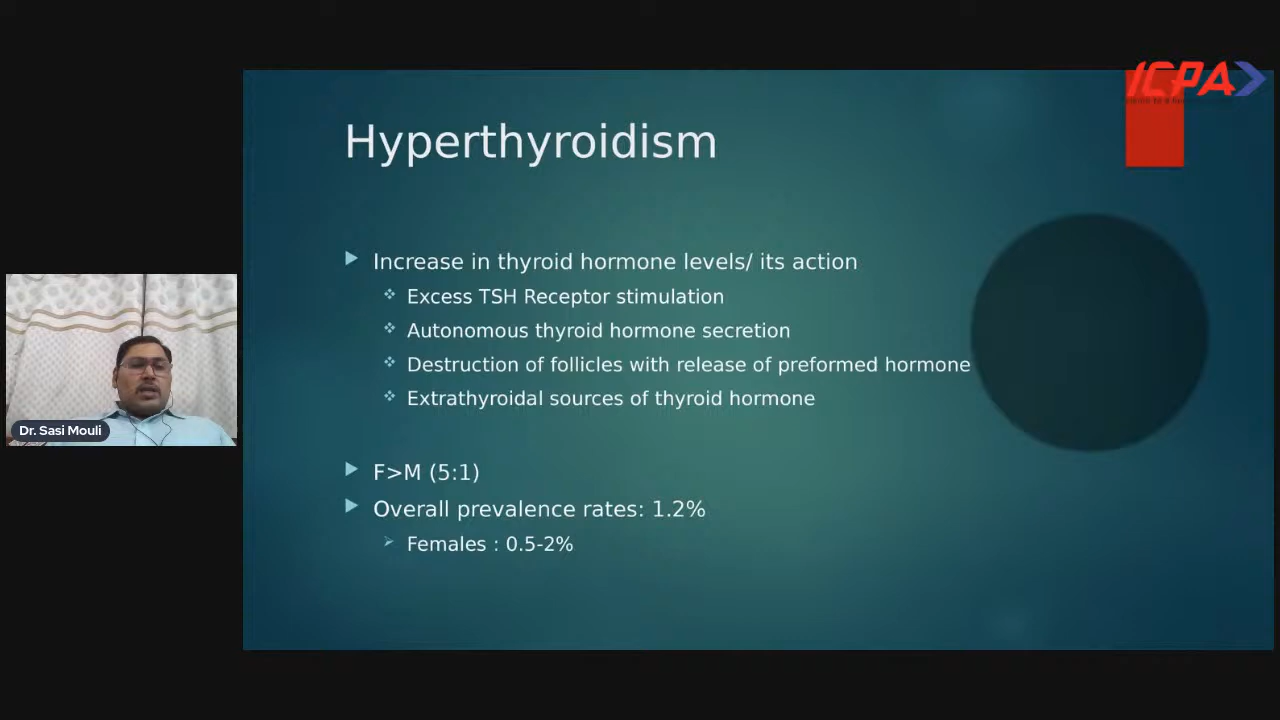 ICPA
Hyperthyroidism
Increase in thyroid hormone levels/ its action
Excess TSH Receptor stimulation
Autonomous thyroid hormone secretion
Destruction of follicles with release of preformed hormone
Extrathyroidal sources of thyroid hormone
F>M (5:1)
Overall prevalence rates: 1.2%
Females : 0.5-2%
Dr. Sasi Mouli